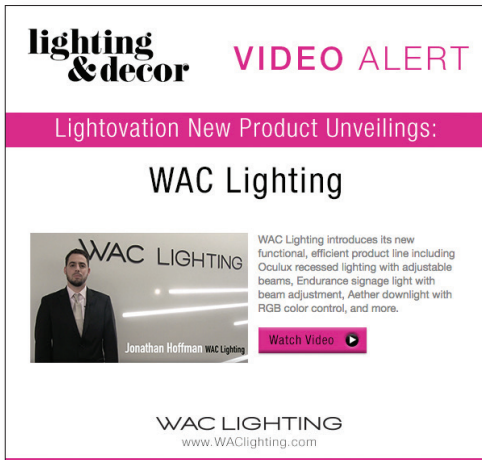 lighting
&decor
VIDEO ALERT
Lightovation New Product Unveilings:
WAC Lighting
WAC LIGHTING
Jonathan Hoffman WAC Lighting
WAC Lighting introduces its new
functional, efficient product line including
Oculux recessed lighting with adjustable
beams, Endurance signage light with
beam adjustment, Aether downlight with
RGB color control, and more.
Watch Video
WAC LIGHTING
www.WAClighting.com